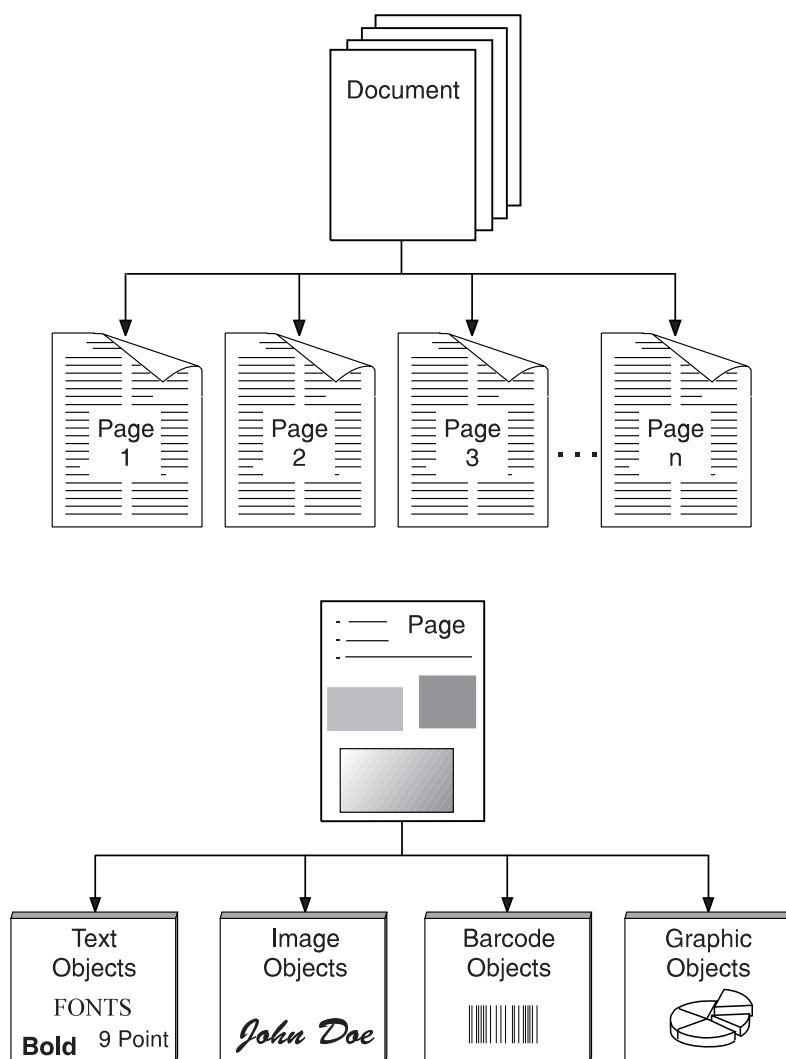 Document
Page
1
Page
2
Page
3
. . .
Page
n
Page
Text
Objects
FONTS
Bold 9 Point
Image
Objects
John Doe
Barcode
Objects
Graphic
Objects